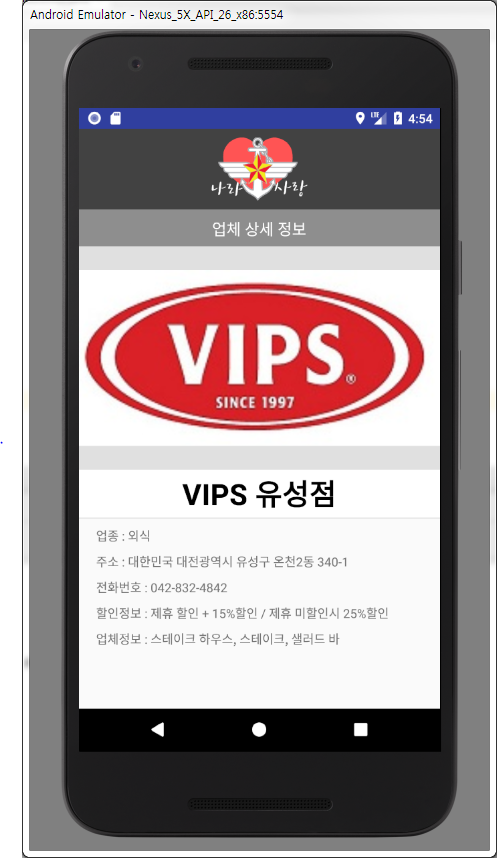 Android Emulator - Nexus_5X_API_26_x86:5554
LTE 4:54
나라 사랑
업체 상세 정보
VIPS®
SINCE 1997
VIPS 유성점
업종 : 외식
주소 : 대한민국 대전광역시 유성구 온천2동 340-1
전화번호 : 042-832-4842
할인정보 : 제휴 할인 + 15%할인 / 제휴 미할인시 25%할인
업체정보 : 스테이크 하우스, 스테이크, 샐러드 바